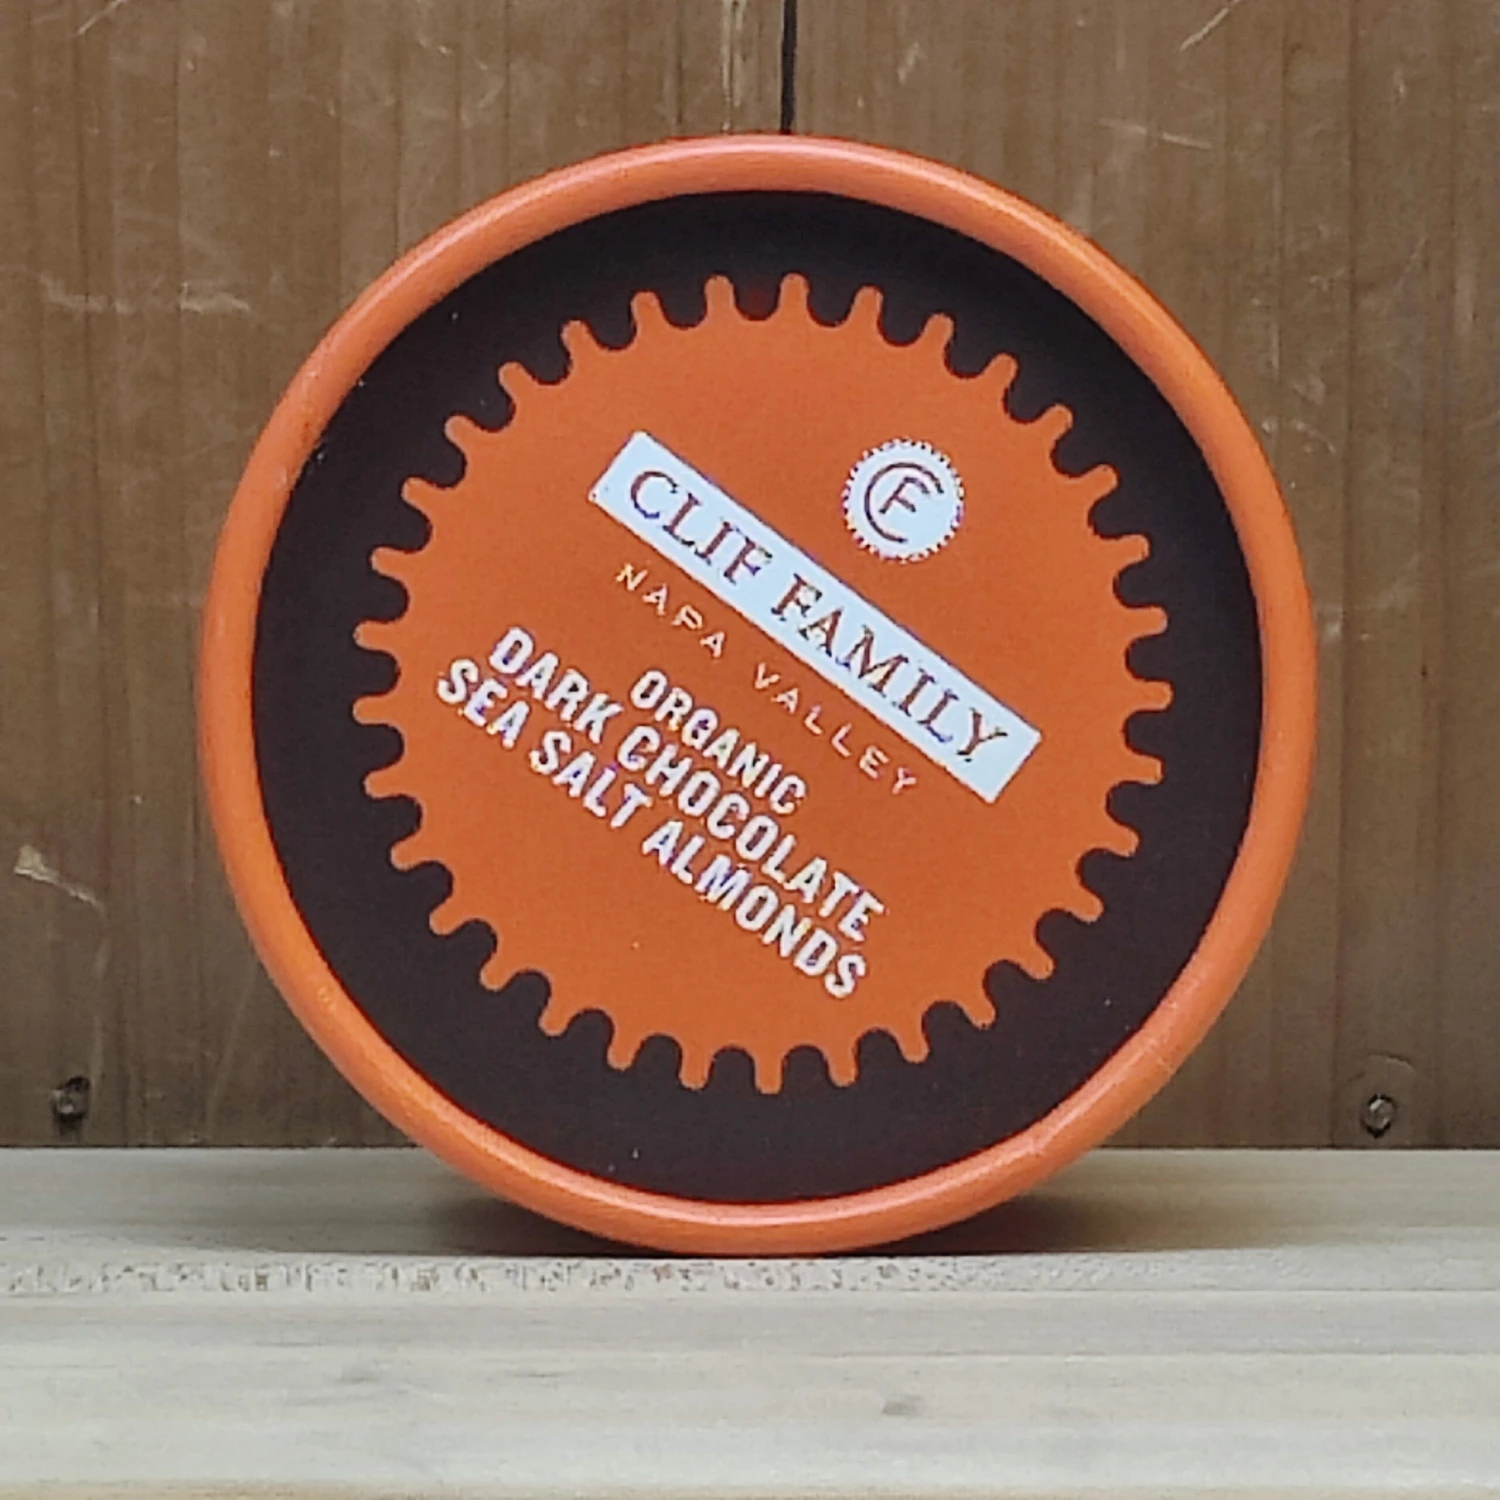 CF
CLIF FAMILY
NAPA VALLEY
ORGANIC
DARK CHOCOLATE
SEA SALT ALMONDS